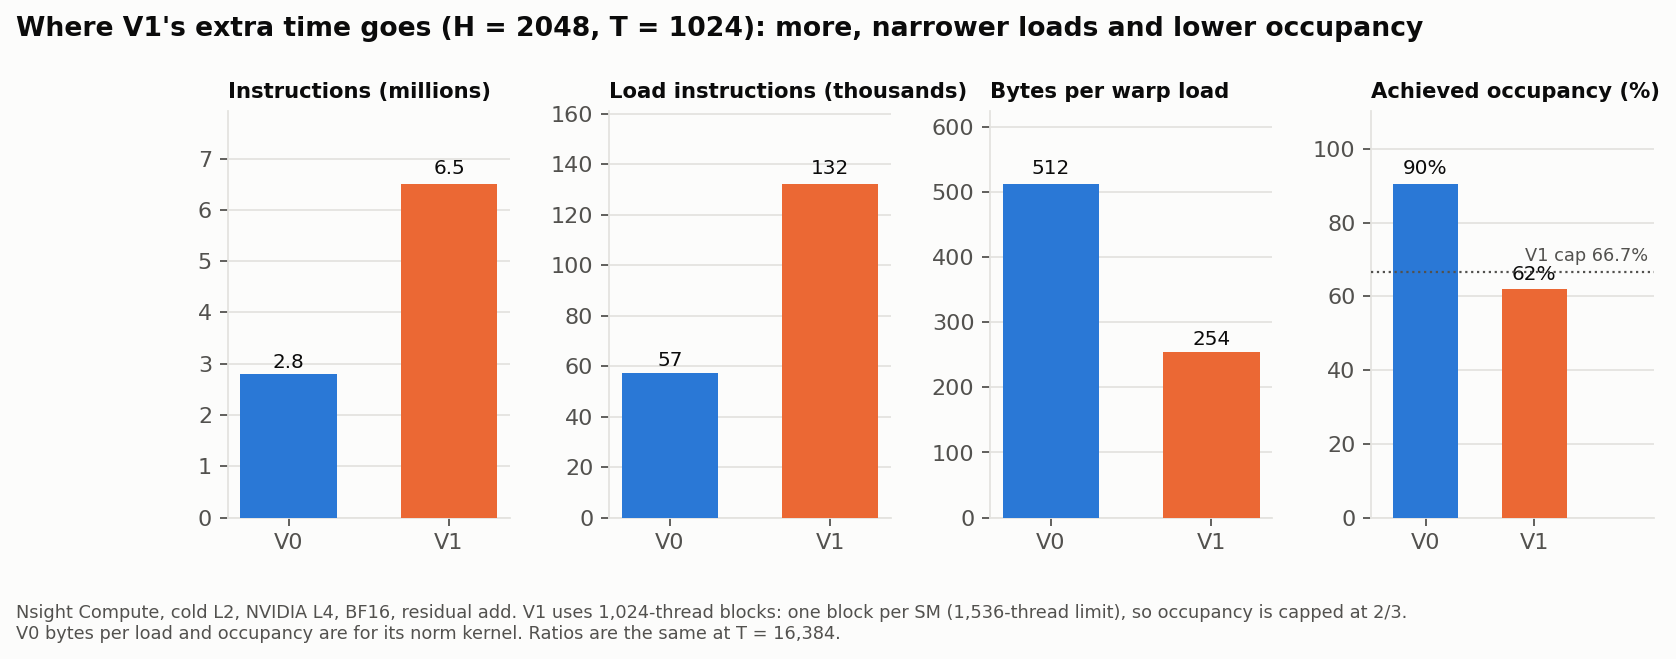 Where V1's extra time goes (H = 2048, T = 1024): more, narrower loads and lower occupancy
Instructions (millions)
7
6
5
4
3
2
1
0
6.5
2.8
V0
V1
Load instructions (thousands)
160
140
120
100
80
60
40
20
0
132
57
V0
V1
Bytes per warp load
600
500
400
300
200
100
0
512
254
V0
V1
Achieved occupancy (%)
100
80
60
40
20
0
90%
V1 cap 66.7%
62%
V0
V1
Nsight Compute, cold L2, NVIDIA L4, BF16, residual add. V1 uses 1,024-thread blocks: one block per SM (1,536-thread limit), so occupancy is capped at 2/3.
V0 bytes per load and occupancy are for its norm kernel. Ratios are the same at T = 16,384.